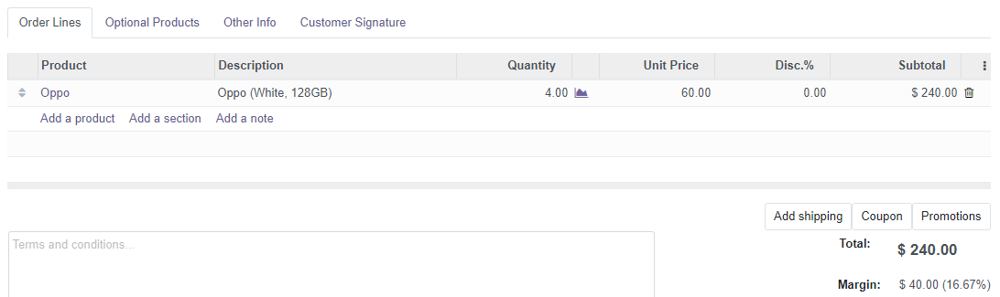 Order Lines Optional Products Other Info Customer Signature
Product Description Quantity Unit Price Disc.% Subtotal
Oppo Oppo (White, 128GB) 4.00 60.00 0.00 $ 240.00
Add a product Add a section Add a note
Add shipping Coupon Promotions
Terms and conditions...
Total: $ 240.00
Margin: $ 40.00 (16.67%)